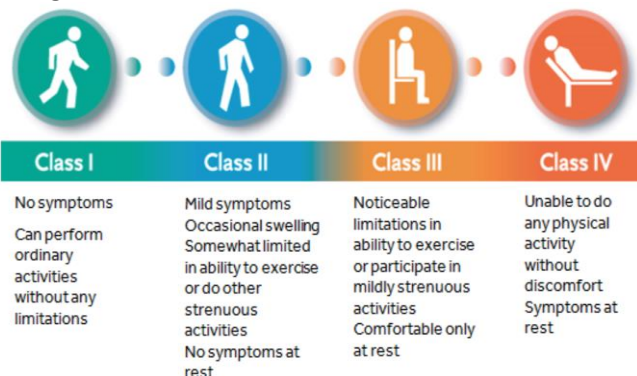 Class I
No symptoms
Can perform
ordinary
activities
without any
limitations
Class II
Mild symptoms
Occasional swelling
Somewhat limited
in ability to exercise
or do other
strenuous
activities
No symptoms at
rest
Class III
Noticeable
limitations in
ability to exercise
or participate in
mildly strenuous
activities
Comfortable only
at rest
Class IV
Unable to do
any physical
activity
without
discomfort
Symptoms at
rest